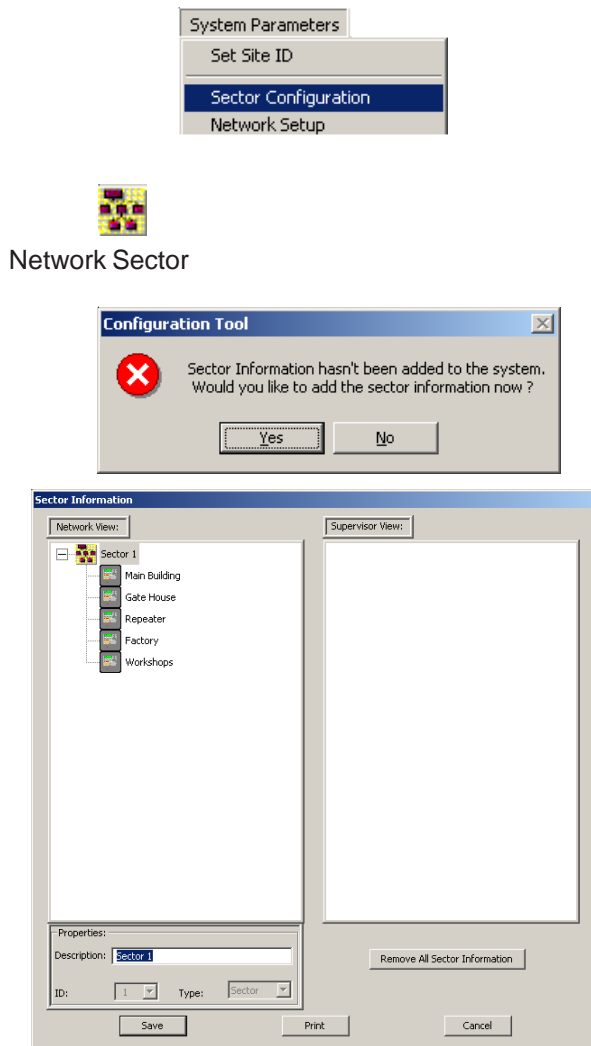 System Parameters
Set Site ID
Sector Configuration
Network Setup
Network Sector
Configuration Tool
Sector Information hasn't been added to the system.
Would you like to add the sector information now ?
Yes No
Sector Information
Network View: Supervisor View:
Sector 1
Main Building
Gate House
Repeater
Factory
Workshops
Properties:
Description: Sector 1
Remove All Sector Information
ID: 1 Type: Sector
Save Print Cancel